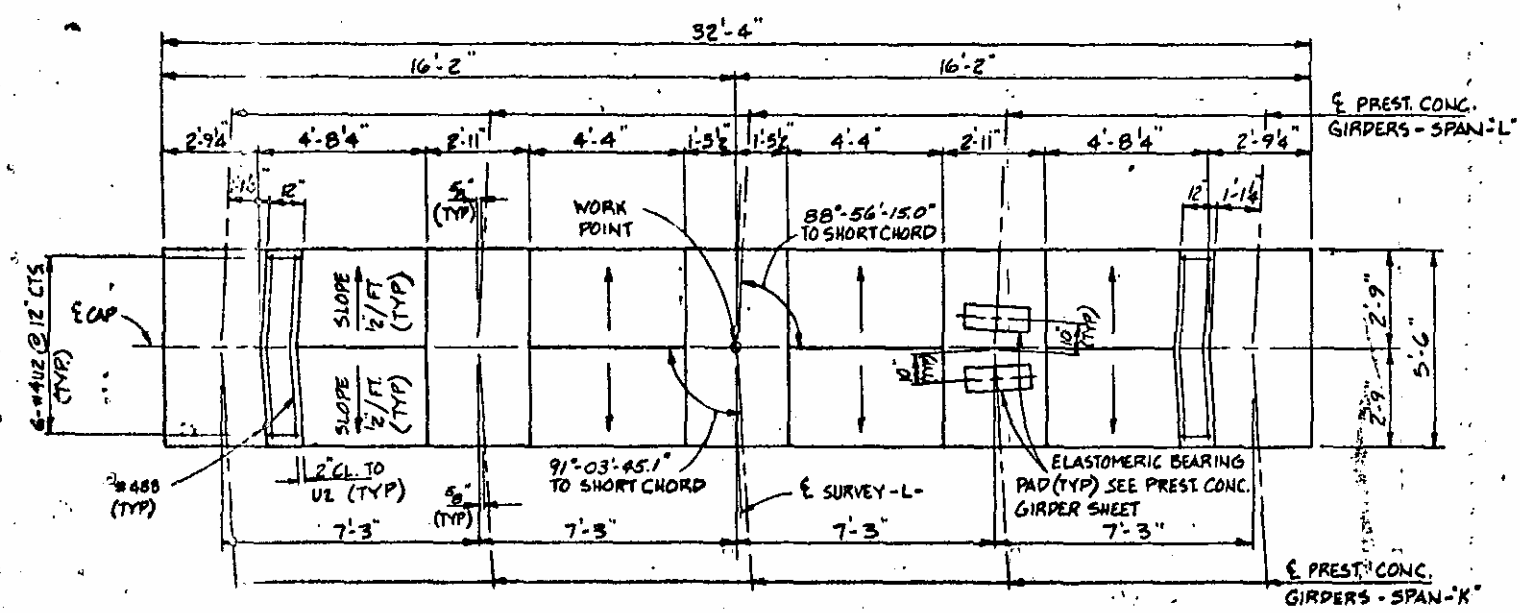 32'-4"
16'-2" 16'-2"
₵ PREST. CONC.
GIRDERS - SPAN-"L"
2'-9¼" 4'-8¼" 2'-11" 4'-4" 1'-5½" 1'-5½" 4'-4" 2'-11" 4'-8¼" 2'-9¼"
12"
⅝"
(TYP)
WORK
POINT
88°-56'-15.0"
TO SHORT CHORD
12" 1'-1¼"
6-#4U2 @ 12" CTS.
(TYP.)
₵ CAP
SLOPE
½"/FT
(TYP)
SLOPE
½"/FT.
(TYP)
10"
(TYP)
10"
(TYP)
2'-9"
2'-9
5'-6"
(TYP)
2" CL. TO
U2 (TYP)
91°-03'-45.1"
TO SHORT CHORD
⅝"
(TYP)
₵ SURVEY -L-
ELASTOMERIC BEARING
PAD (TYP) SEE PREST. CONC.
GIRDER SHEET
7'-3" 7'-3" 7'-3" 7'-3"
₵ PREST. CONC.
GIRDERS - SPAN-"K"